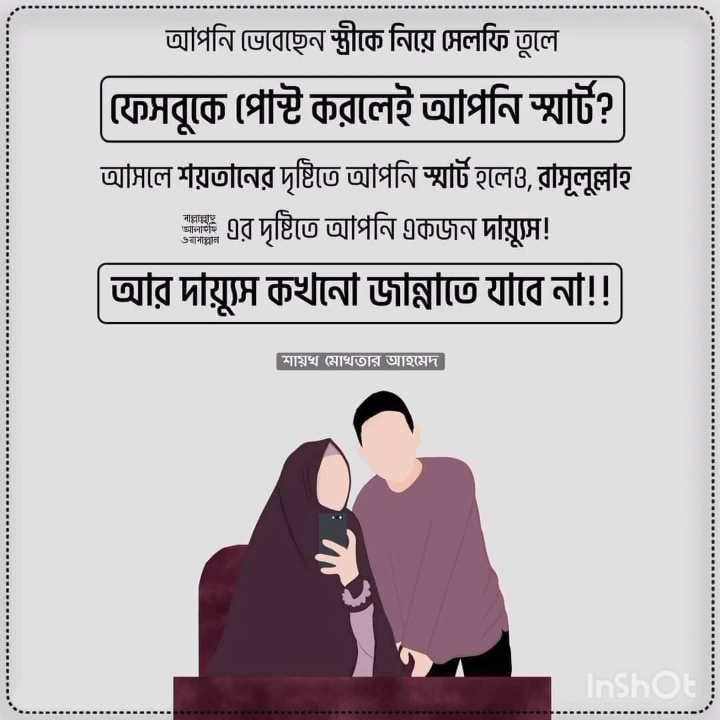 আপনি ভেবেছেন স্ত্রীকে নিয়ে সেলফি তুলে
ফেসবুকে পোস্ট করলেই আপনি স্মার্ট?
আসলে শয়তানের দৃষ্টিতে আপনি স্মার্ট হলেও, রাসূলুল্লাহ
সাল্লাল্লাহু আলাইহি ওয়াসাল্লাম এর দৃষ্টিতে আপনি একজন দায়্যুস!
আর দায়্যুস কখনো জান্নাতে যাবে না!!
শায়খ মোখতার আহমেদ
InShOt